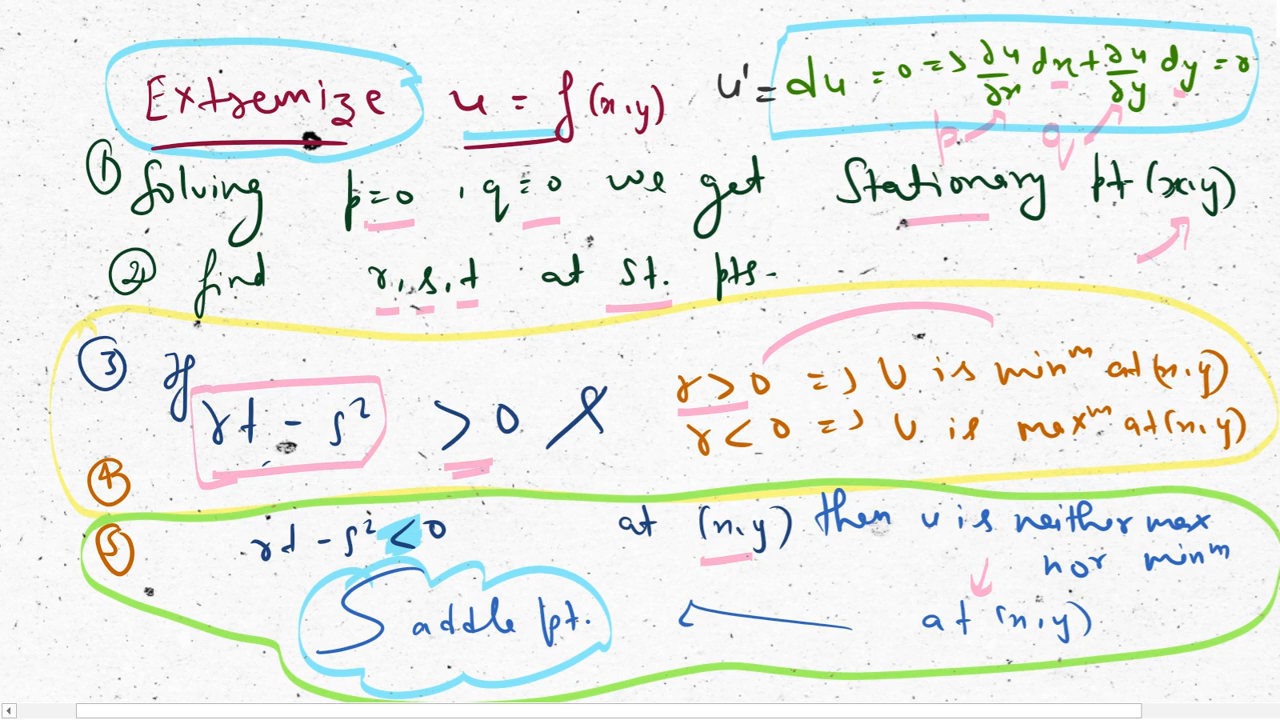 Extremize u = f(x,y) u' = du = 0 => ∂u/∂x dx + ∂u/∂y dy = 0
p q
① Solving p=0, q=0 we get Stationary pt (x,y)
② find r, s, t at st. pts.
③ If rt - s² > 0 & r > 0 => U is minᵐ at (x,y)
r < 0 => U is maxᵐ at (x,y)
④
⑤ rt - s² < 0 at (x,y) then u is neither max
nor minᵐ
Saddle pt. at (x,y)